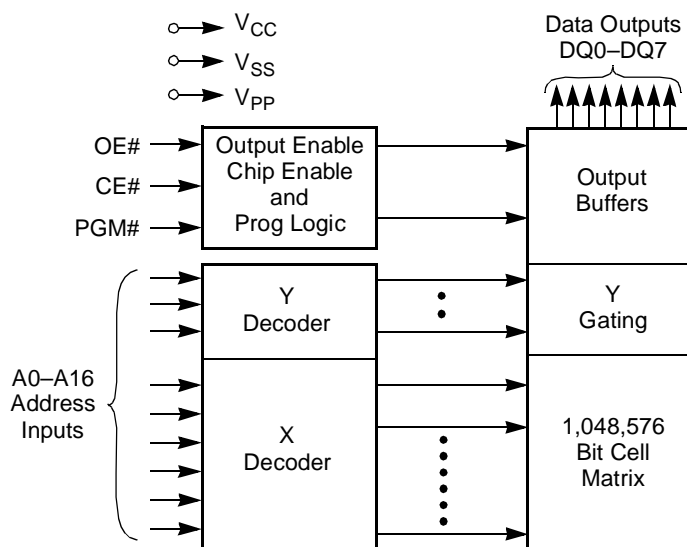 V_CC
V_SS
V_PP
Data Outputs
DQ0–DQ7
OE#
CE#
PGM#
Output Enable
Chip Enable
and
Prog Logic
Output
Buffers
A0–A16
Address
Inputs
Y
Decoder
Y
Gating
X
Decoder
1,048,576
Bit Cell
Matrix